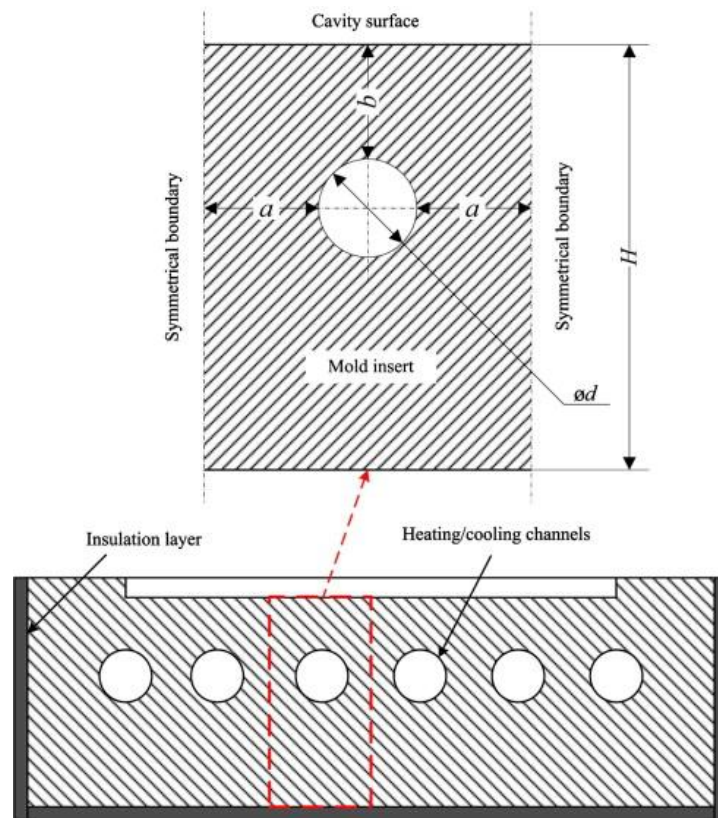 Cavity surface
b
Symmetrical boundary
a
a
Symmetrical boundary
H
Mold insert
ød
Insulation layer
Heating/cooling channels